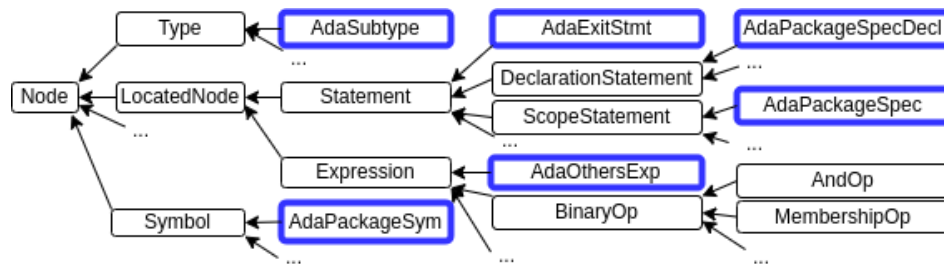 Type
AdaSubtype
AdaExitStmt
AdaPackageSpecDecl
...
DeclarationStatement
...
Node
LocatedNode
Statement
ScopeStatement
AdaPackageSpec
...
...
...
Expression
AdaOthersExp
AndOp
BinaryOp
MembershipOp
Symbol
AdaPackageSym
...
...
...